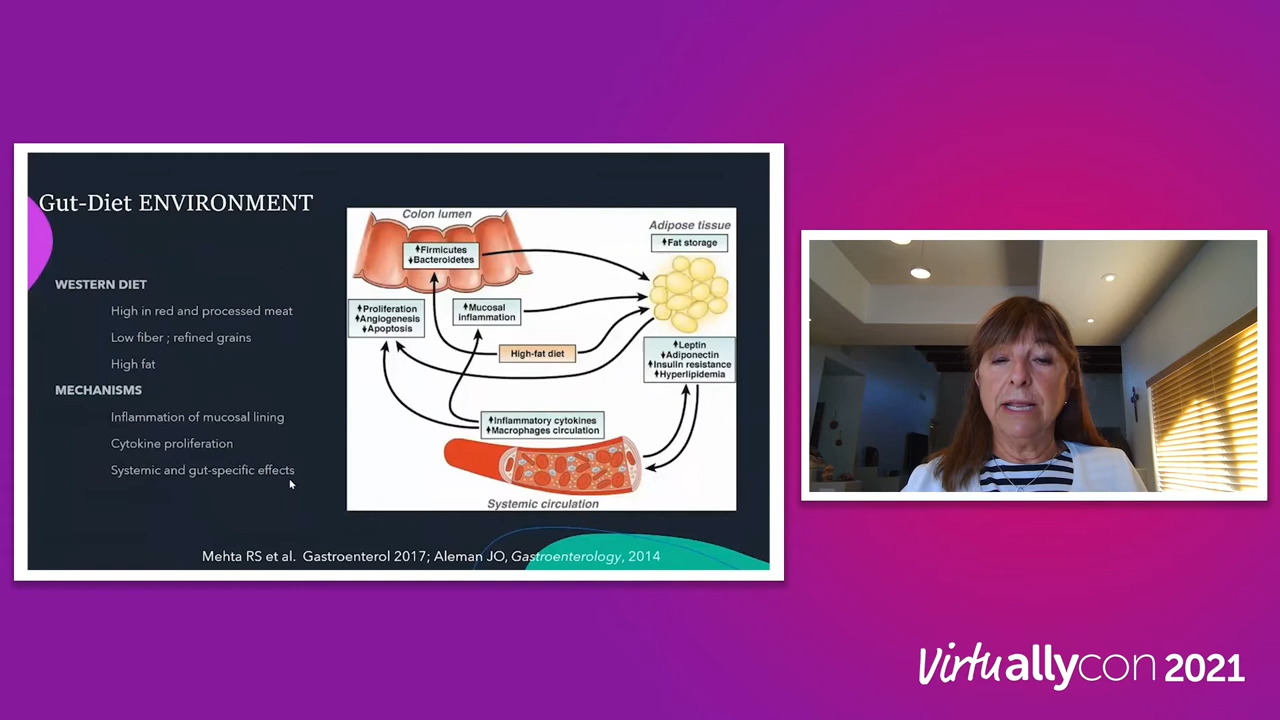 Gut-Diet ENVIRONMENT
WESTERN DIET
High in red and processed meat
Low fiber ; refined grains
High fat
MECHANISMS
Inflammation of mucosal lining
Cytokine proliferation
Systemic and gut-specific effects
Colon lumen
↑Firmicutes
↓Bacteroidetes
Adipose tissue
↑Fat storage
↑Proliferation
↑Angiogenesis
↓Apoptosis
↑Mucosal
inflammation
High-fat diet
↑Leptin
↓Adiponectin
↑Insulin resistance
↑Hyperlipidemia
↑Inflammatory cytokines
↑Macrophages circulation
Systemic circulation
Mehta RS et al. Gastroenterol 2017; Aleman JO, Gastroenterology, 2014
Virtuallycon 2021